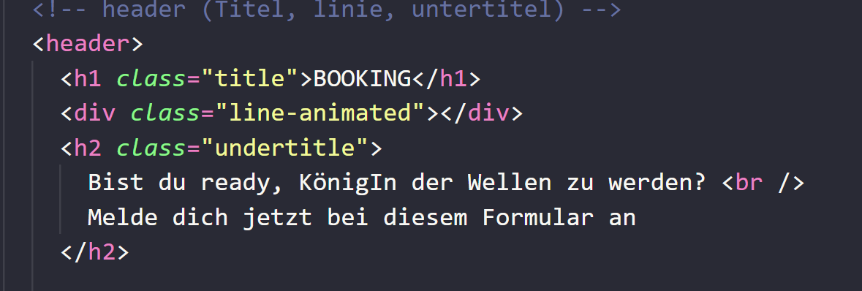 <!-- header (Titel, linie, untertitel) -->
<header>
<h1 class="title">BOOKING</h1>
<div class="line-animated"></div>
<h2 class="undertitle">
Bist du ready, KönigIn der Wellen zu werden? <br />
Melde dich jetzt bei diesem Formular an
</h2>